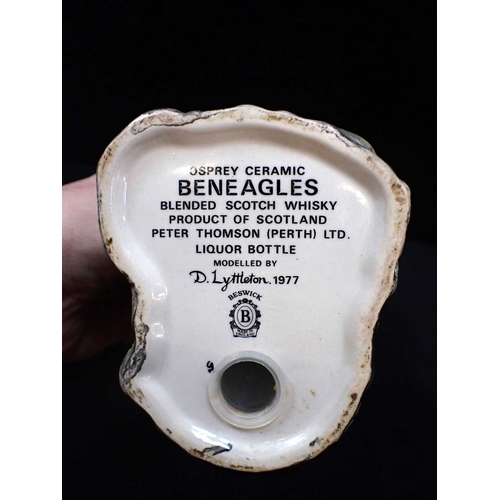 OSPREY CERAMIC
BENEAGLES
BLENDED SCOTCH WHISKY
PRODUCT OF SCOTLAND
PETER THOMSON (PERTH) LTD.
LIQUOR BOTTLE
MODELLED BY
D. Lyttleton. 1977
BESWICK
B
9